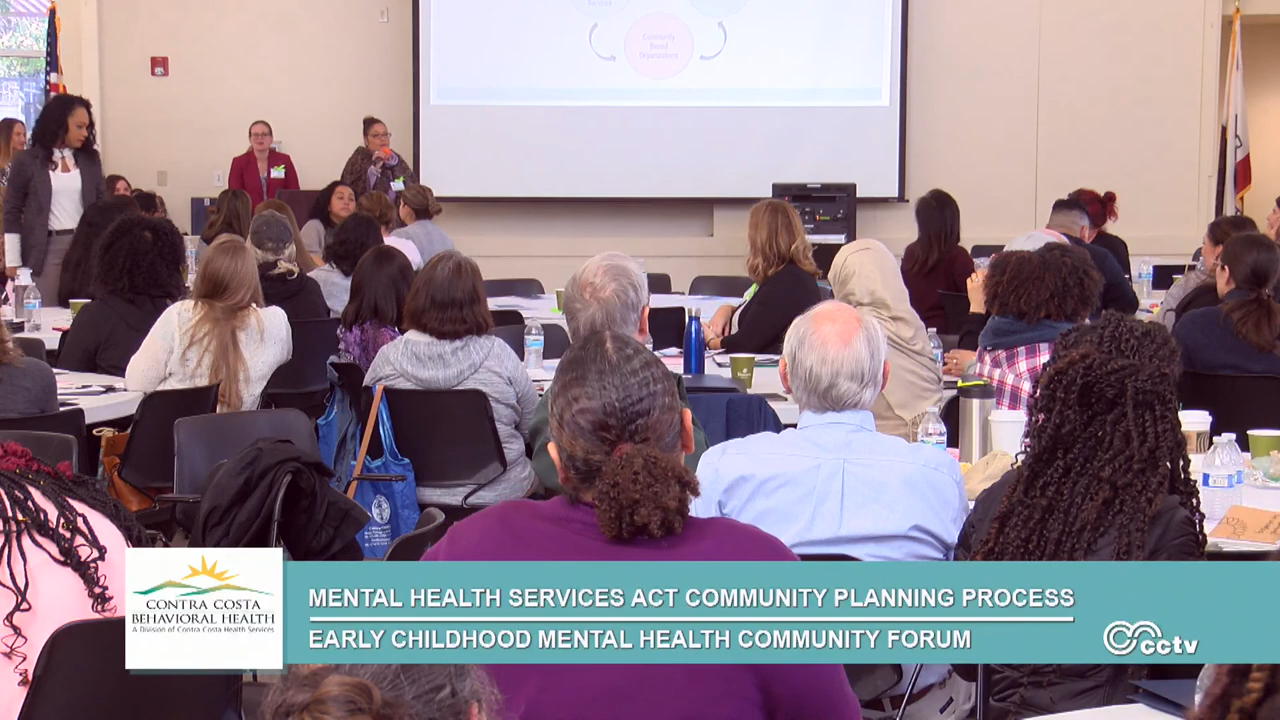 Services
Community
Based
Organizations
CONTRA COSTA
BEHAVIORAL HEALTH
A Division of Contra Costa Health Services
MENTAL HEALTH SERVICES ACT COMMUNITY PLANNING PROCESS
EARLY CHILDHOOD MENTAL HEALTH COMMUNITY FORUM
cctv